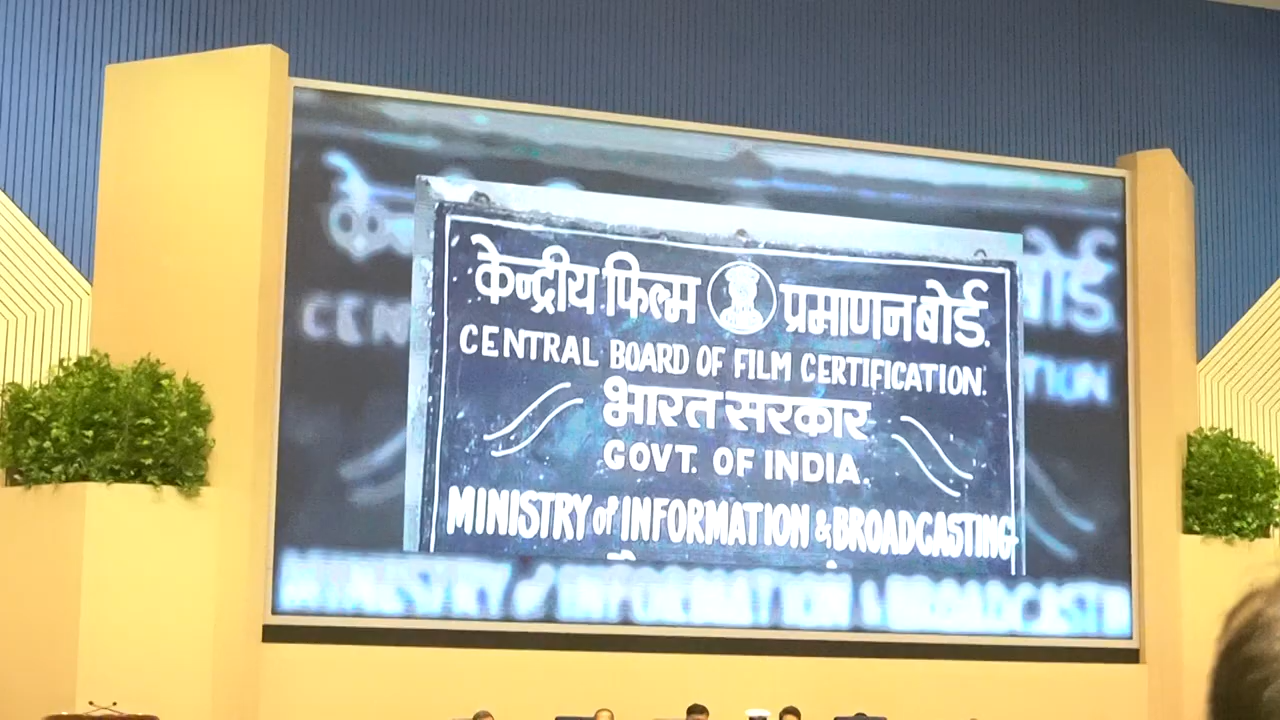 केन्द्रीय फिल्म प्रमाणन बोर्ड.
CENTRAL BOARD OF FILM CERTIFICATION.
भारत सरकार
GOVT. OF INDIA.
MINISTRY of INFORMATION & BROADCASTING